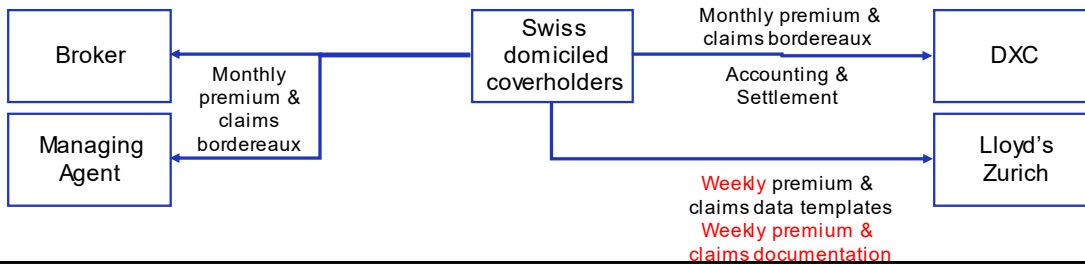 Broker
Monthly
premium &
claims
bordereaux
Managing
Agent
Swiss
domiciled
coverholders
Monthly premium &
claims bordereaux
Accounting &
Settlement
DXC
Lloyd's
Zurich
Weekly premium &
claims data templates
Weekly premium &
claims documentation